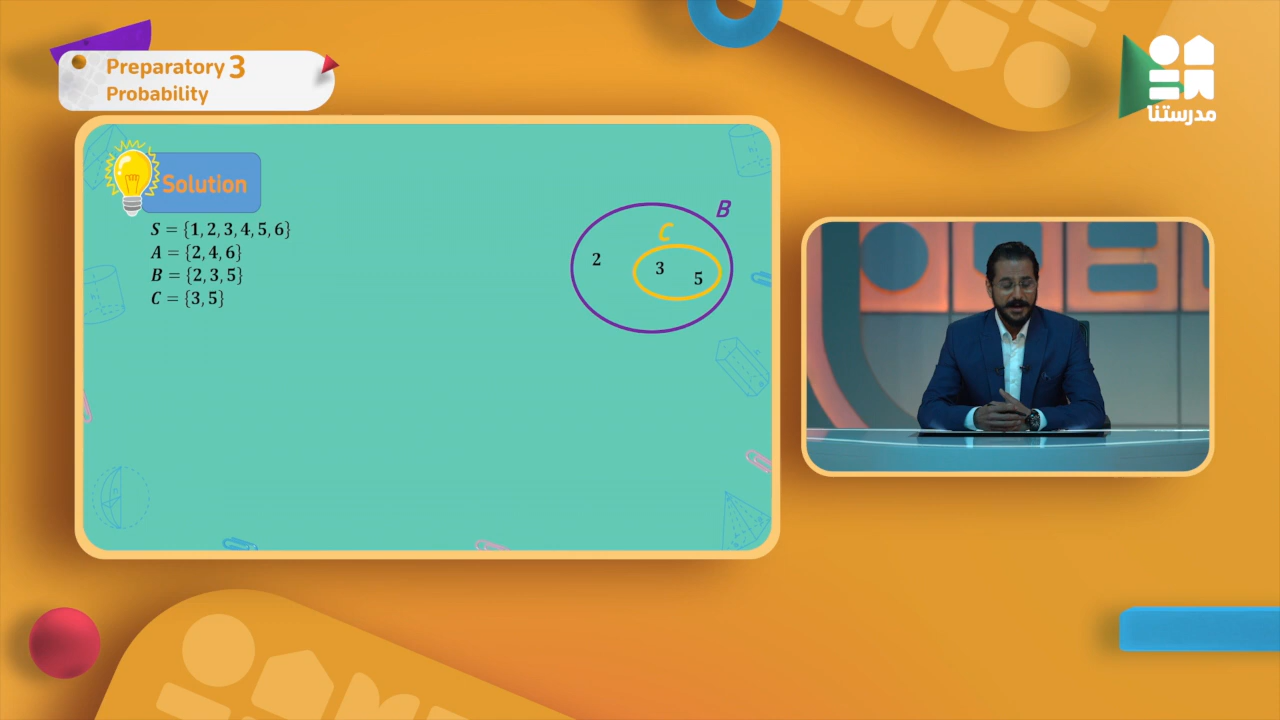 Preparatory 3
Probability
مدرستنا
Solution
S = {1, 2, 3, 4, 5, 6}
A = {2, 4, 6}
B = {2, 3, 5}
C = {3, 5}
B
C
2
3
5